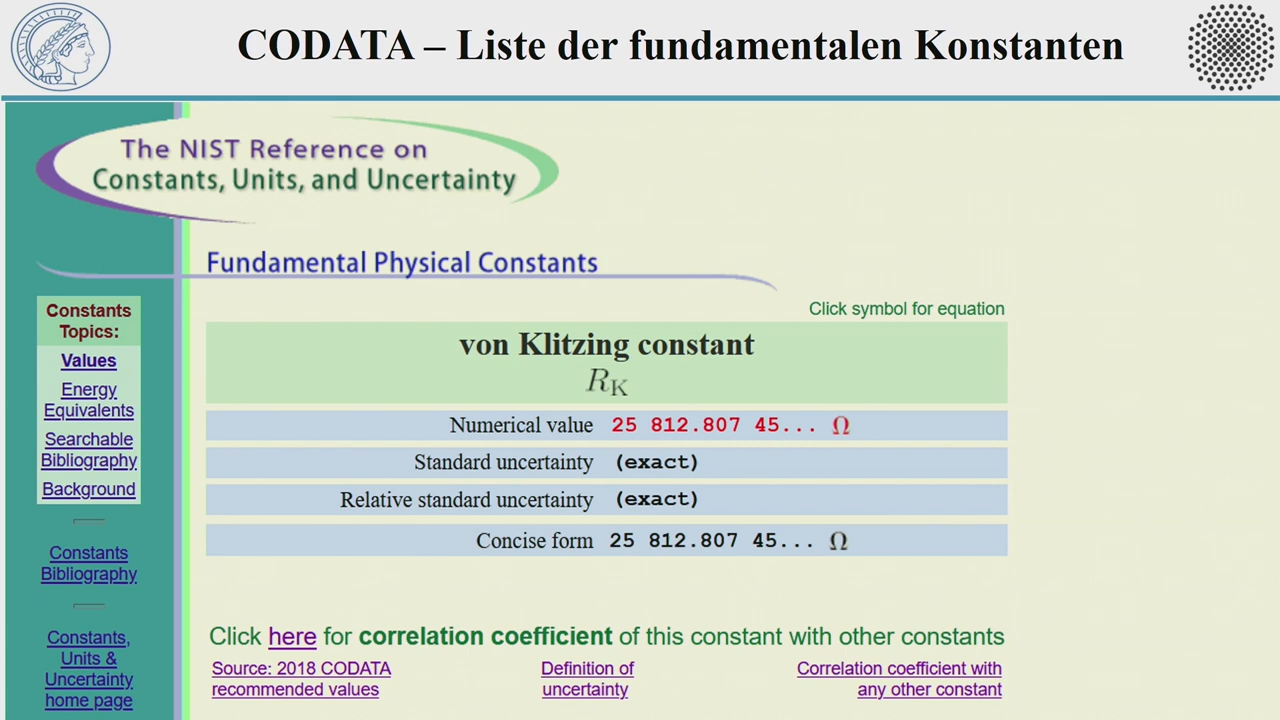 CODATA – Liste der fundamentalen Konstanten
The NIST Reference on
Constants, Units, and Uncertainty
Fundamental Physical Constants
Click symbol for equation
Constants
Topics:
Values
Energy
Equivalents
Searchable
Bibliography
Background
Constants
Bibliography
Constants,
Units &
Uncertainty
home page
von Klitzing constant
R_K
Numerical value 25 812.807 45... Ω
Standard uncertainty (exact)
Relative standard uncertainty (exact)
Concise form 25 812.807 45... Ω
Click here for correlation coefficient of this constant with other constants
Source: 2018 CODATA
recommended values
Definition of
uncertainty
Correlation coefficient with
any other constant